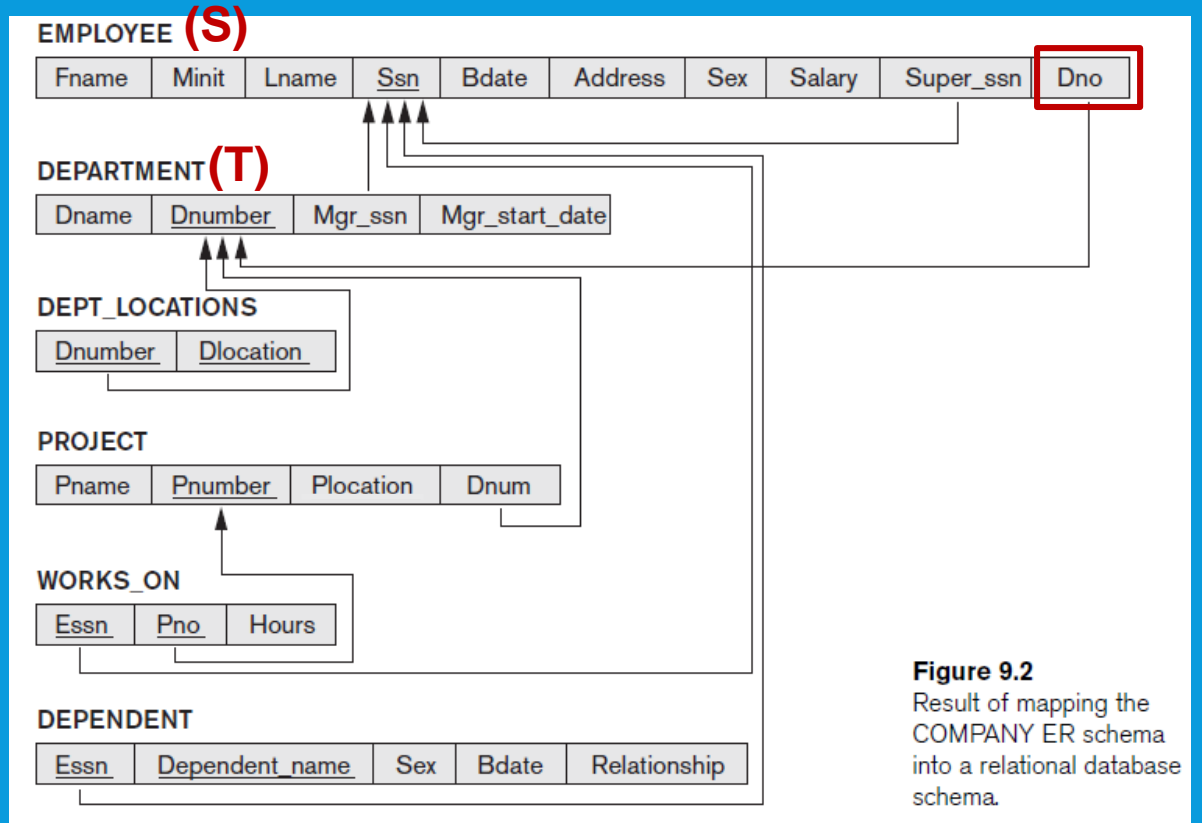 EMPLOYEE (S)
Fname Minit Lname Ssn Bdate Address Sex Salary Super_ssn Dno
DEPARTMENT (T)
Dname Dnumber Mgr_ssn Mgr_start_date
DEPT_LOCATIONS
Dnumber Dlocation
PROJECT
Pname Pnumber Plocation Dnum
WORKS_ON
Essn Pno Hours
DEPENDENT
Essn Dependent_name Sex Bdate Relationship
Figure 9.2
Result of mapping the
COMPANY ER schema
into a relational database
schema.